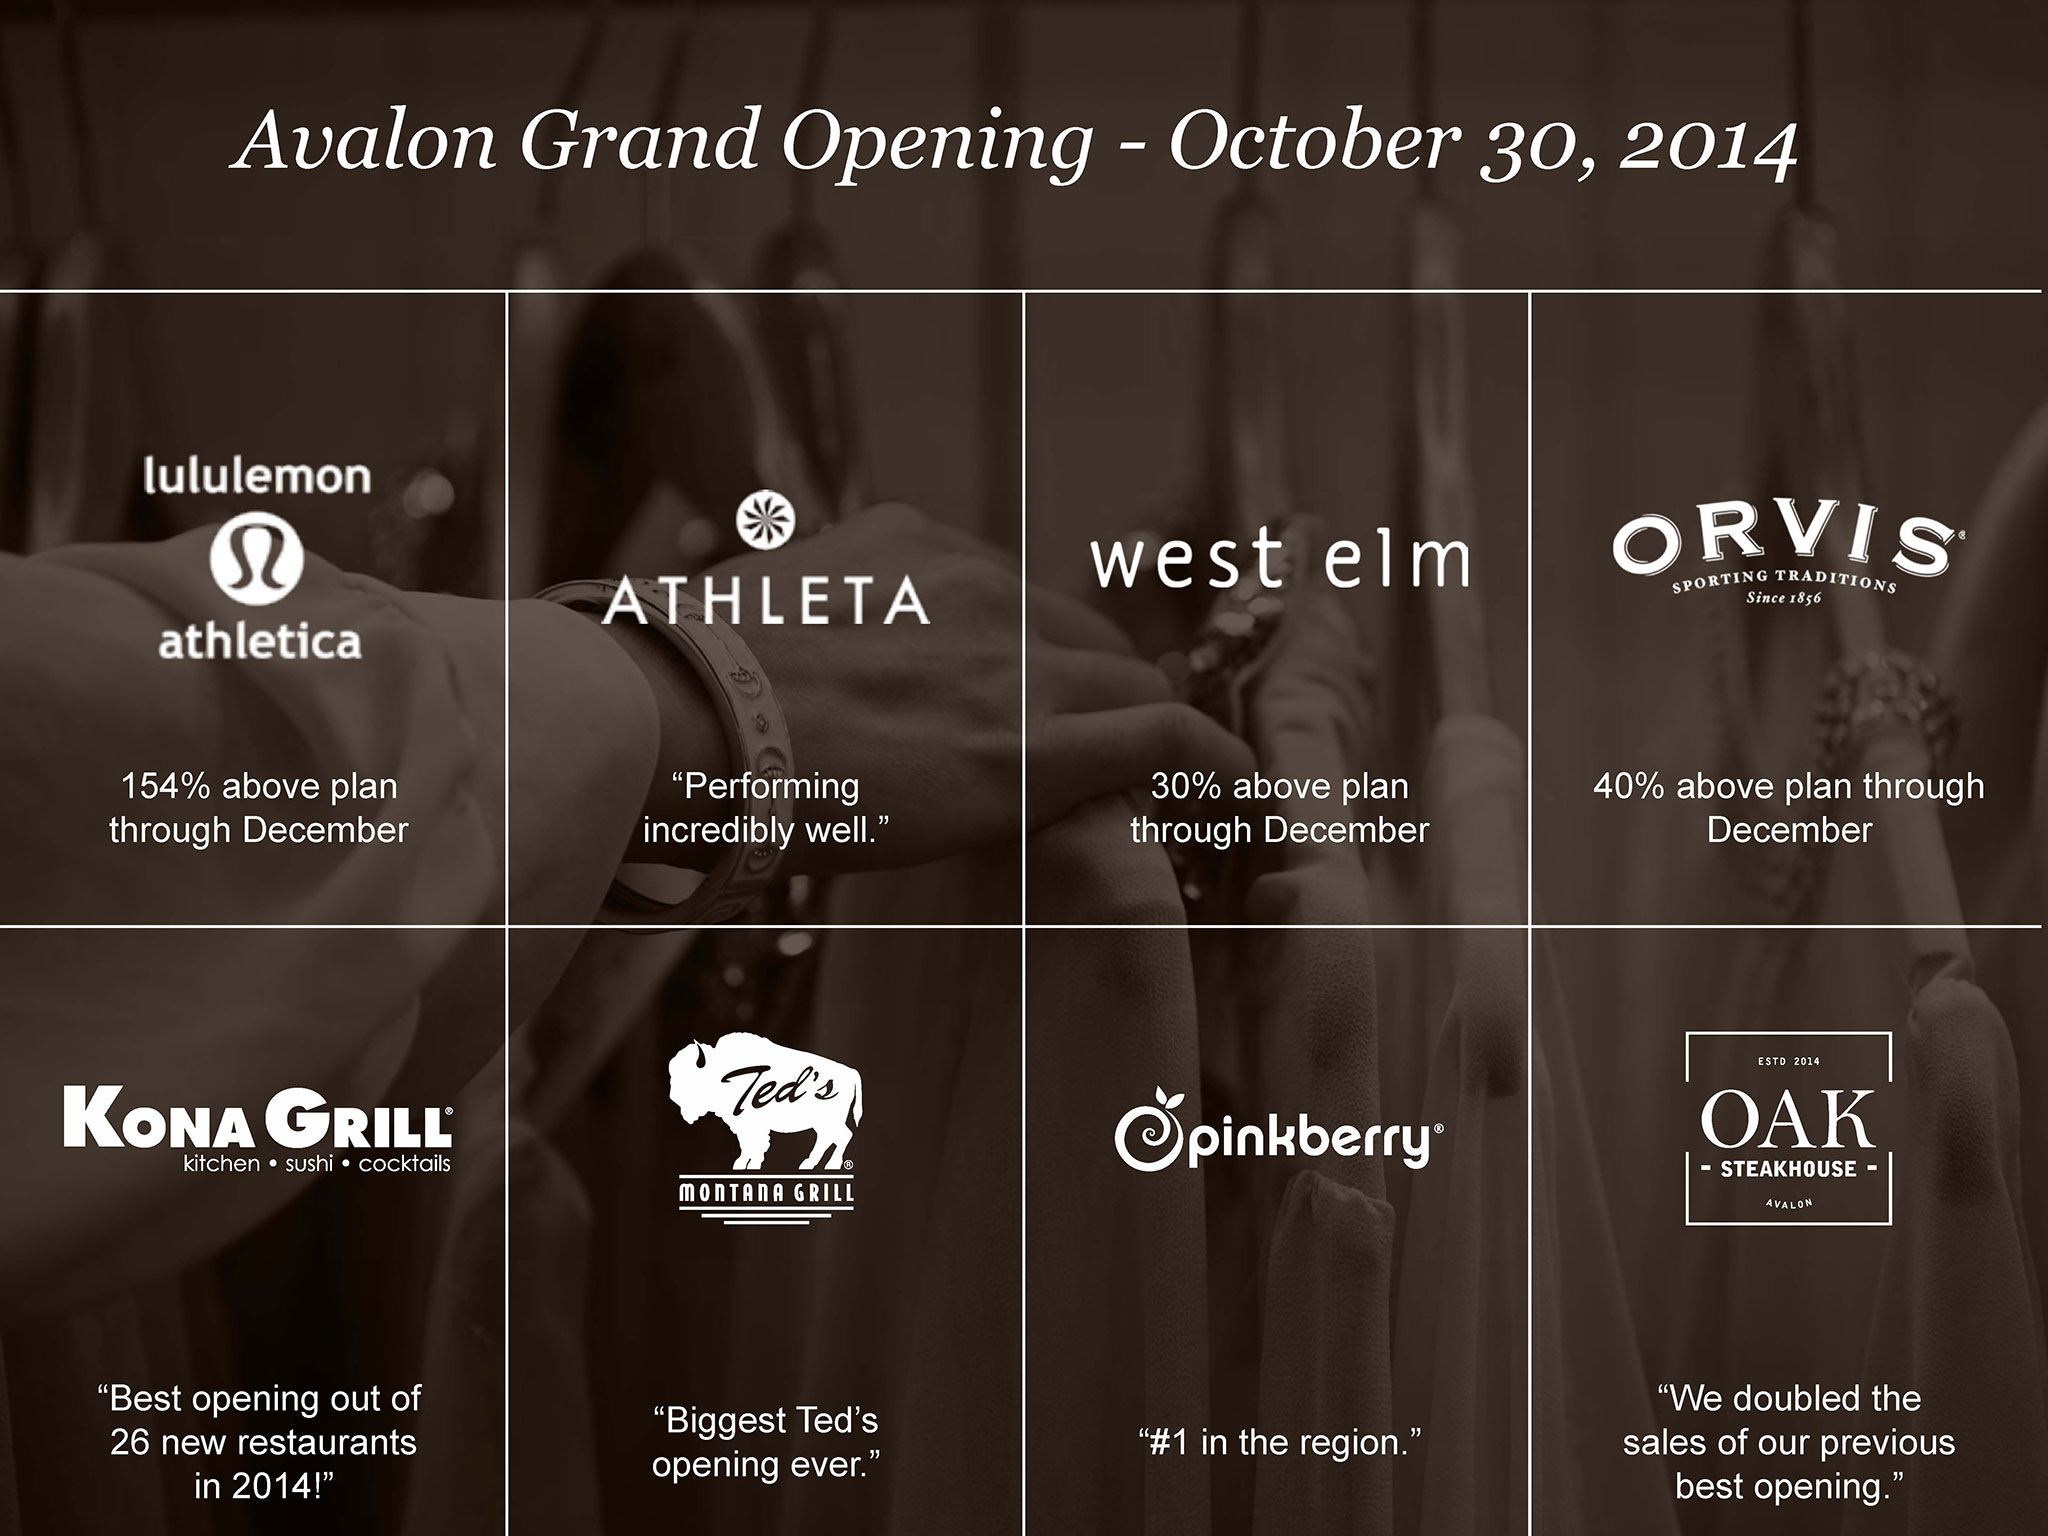 Avalon Grand Opening - October 30, 2014
lululemon
athletica
154% above plan
through December
ATHLETA
“Performing
incredibly well.”
west elm
30% above plan
through December
ORVIS®
SPORTING TRADITIONS
Since 1856
40% above plan through
December
KONA GRILL®
kitchen • sushi • cocktails
“Best opening out of
26 new restaurants
in 2014!”
Ted's
®
MONTANA GRILL
“Biggest Ted’s
opening ever.”
pinkberry®
“#1 in the region.”
ESTD 2014
OAK
- STEAKHOUSE -
AVALON
“We doubled the
sales of our previous
best opening.”